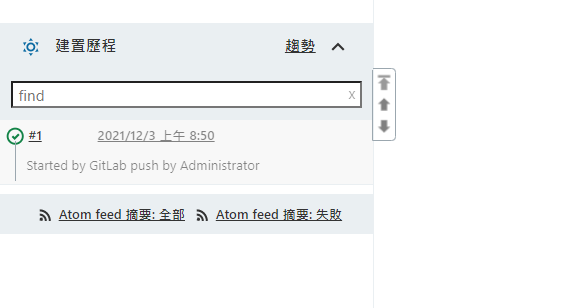 建置歷程 趨勢
find x
#1 2021/12/3 上午 8:50
Started by GitLab push by Administrator
Atom feed 摘要: 全部 Atom feed 摘要: 失敗